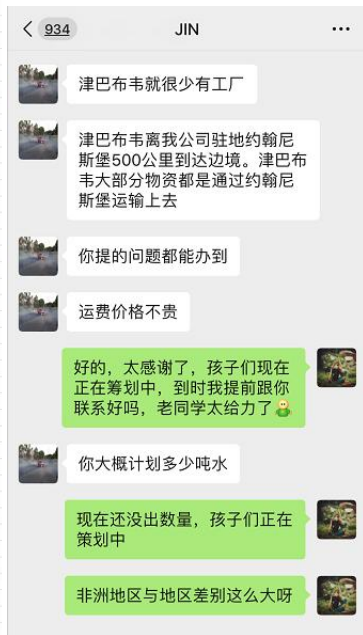 934
JIN
津巴布韦就很少有工厂
津巴布韦离我公司驻地约翰尼
斯堡500公里到达边境。津巴布
韦大部分物资都是通过约翰尼
斯堡运输上去
你提的问题都能办到
运费价格不贵
好的，太感谢了，孩子们现在
正在筹划中，到时我提前跟你
联系好吗，老同学太给力了
你大概计划多少吨水
现在还没出数量，孩子们正在
策划中
非洲地区与地区差别这么大呀